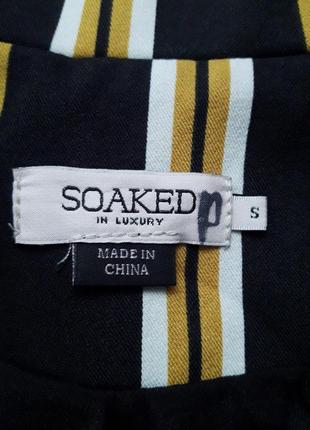 SOAKED p
IN LUXURY
S
MADE IN
CHINA